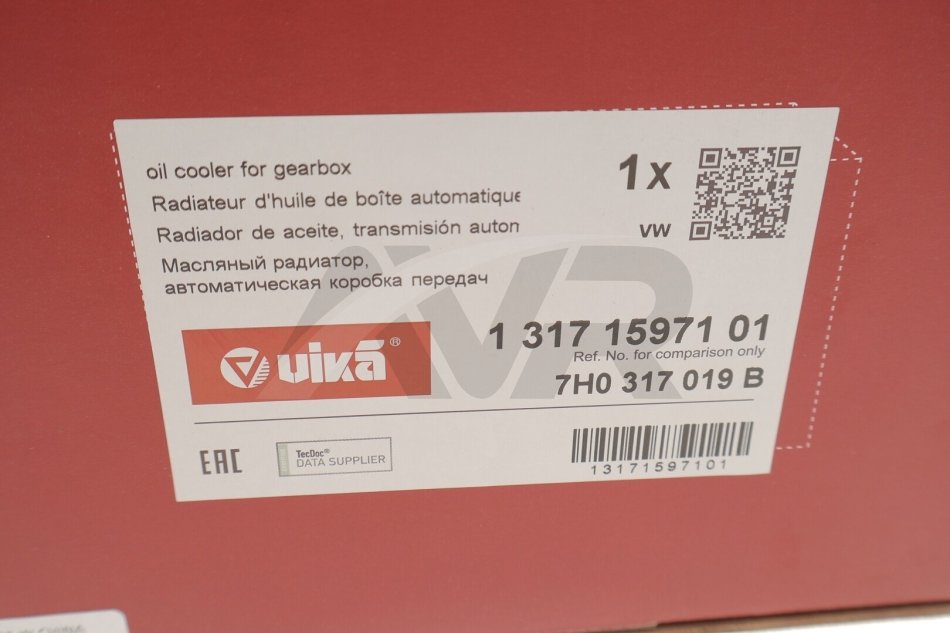 oil cooler for gearbox
Radiateur d'huile de boîte automatique
Radiador de aceite, transmisión auton
Масляный радиатор,
автоматическая коробка передач
1x
VW
AVR
vikă®
1 317 15971 01
Ref. No. for comparison only
7H0 317 019 B
EAC
TecDoc®
DATA SUPPLIER
13171597101